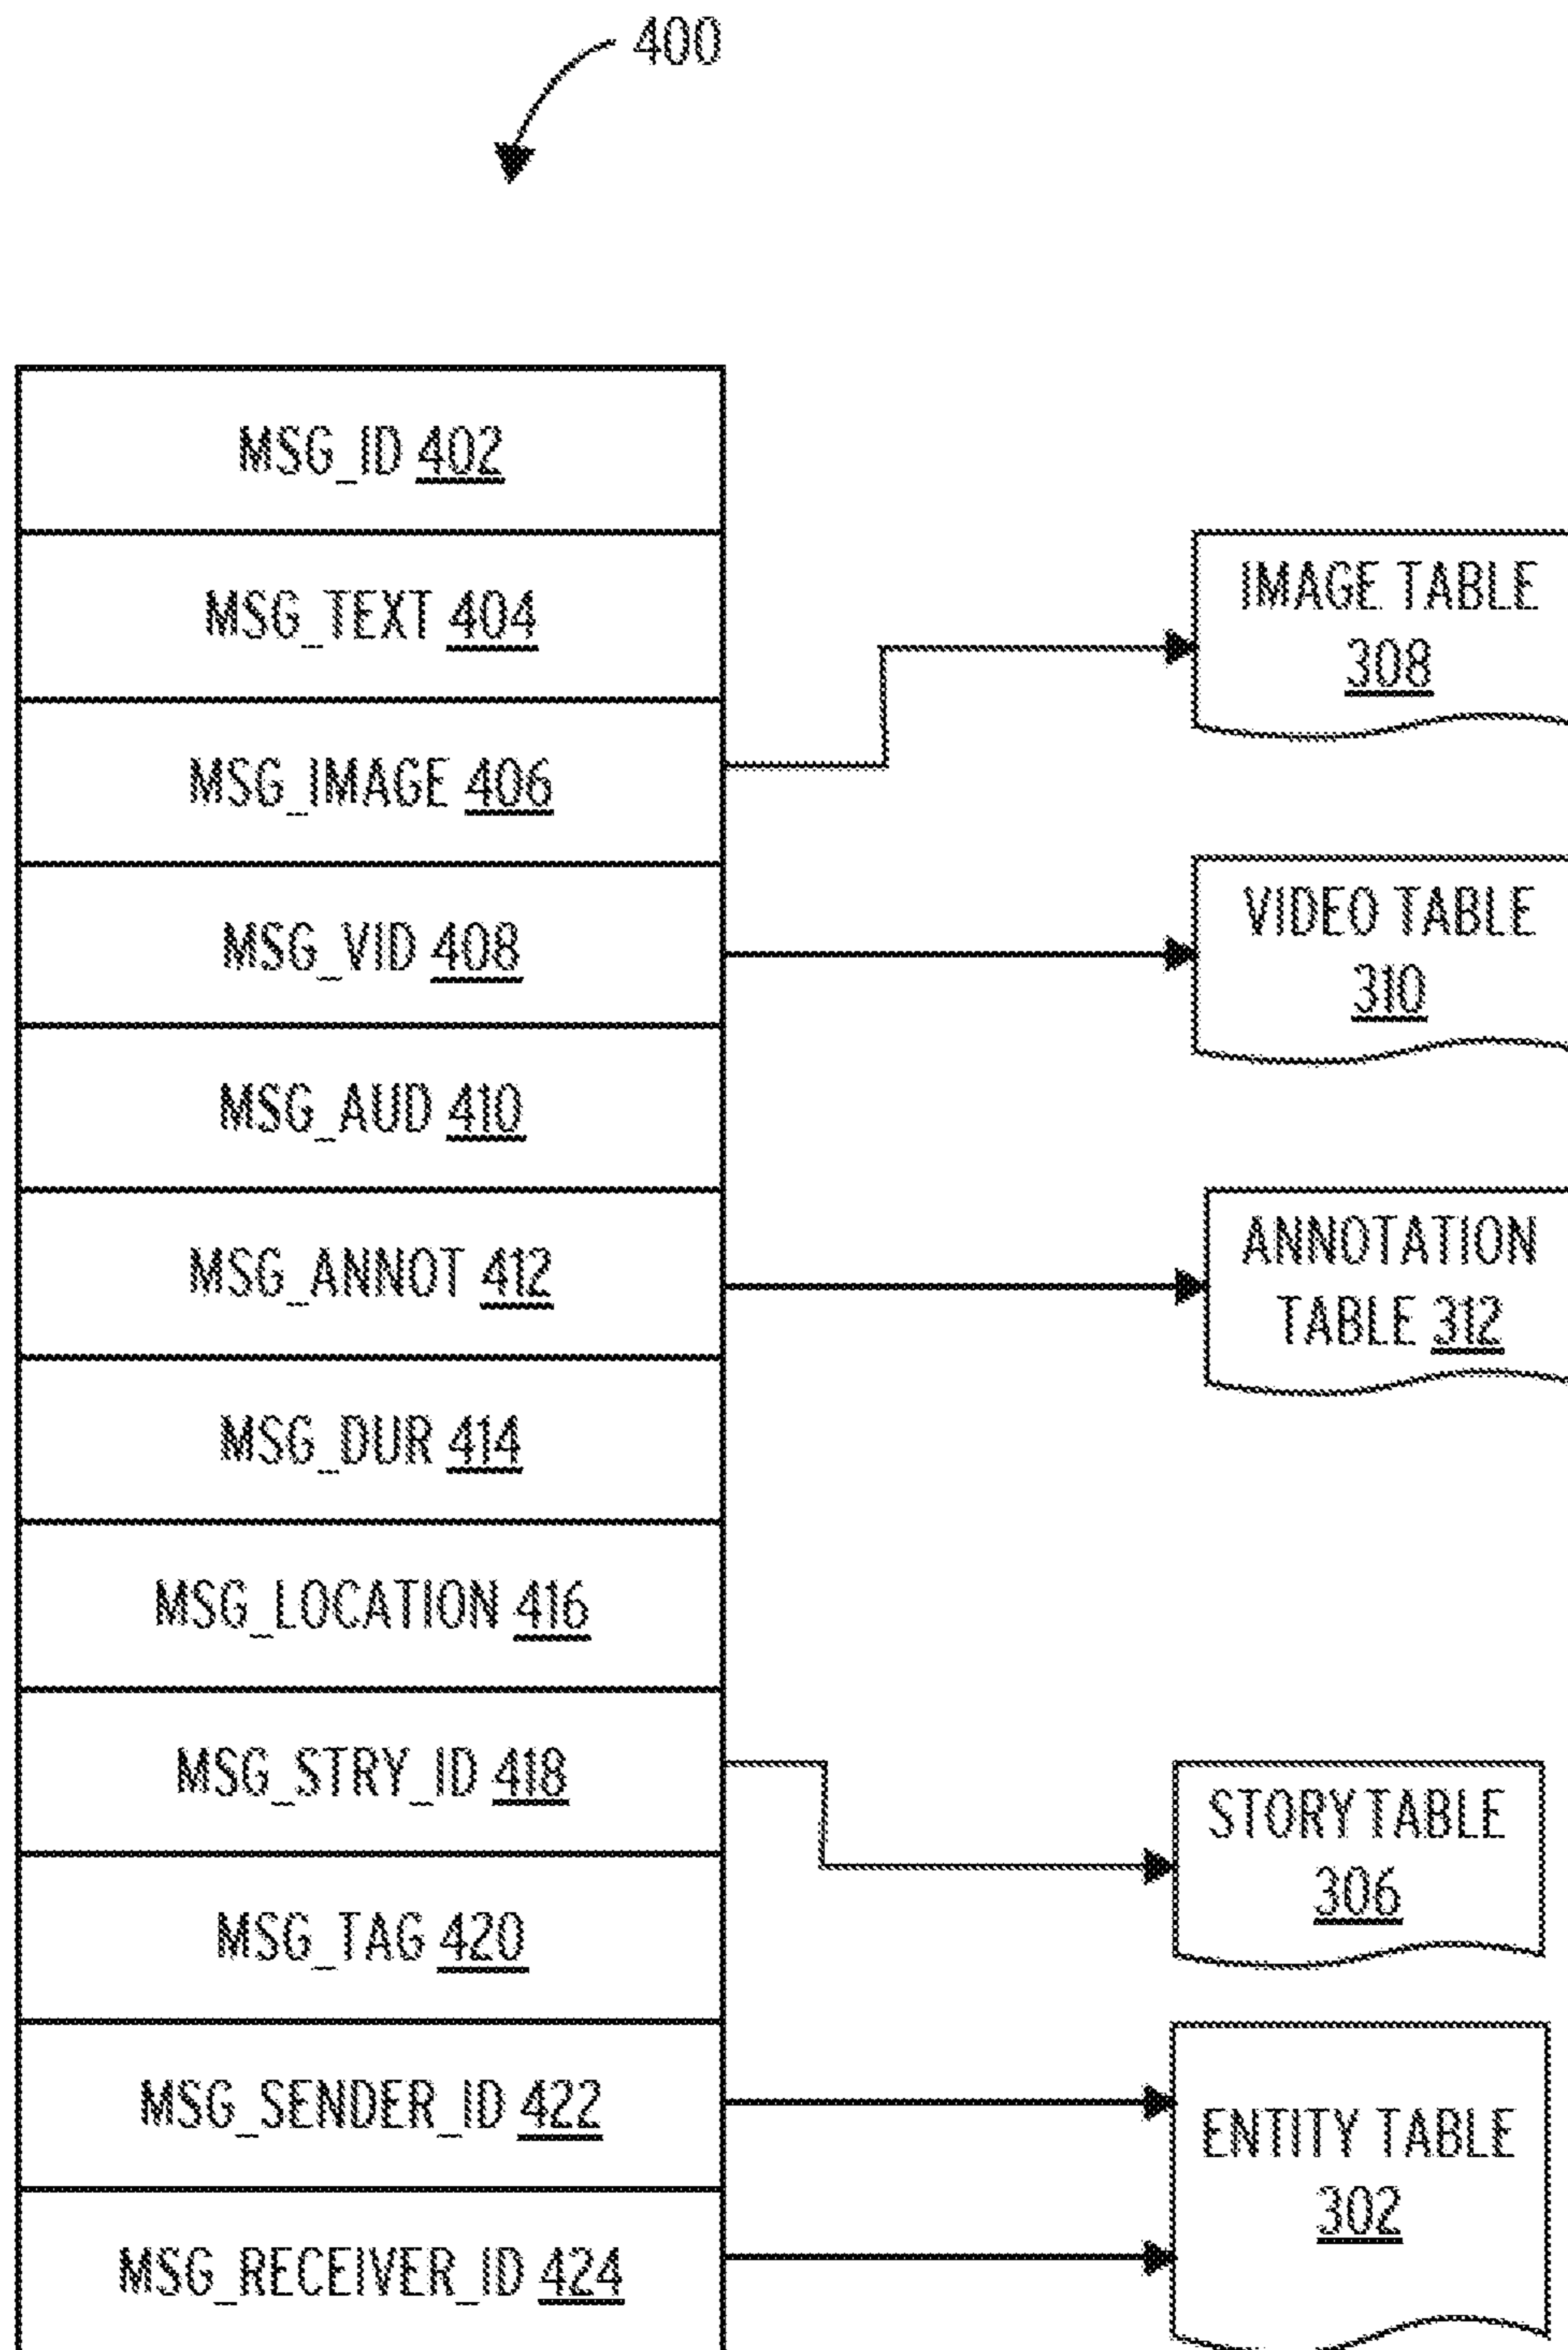 400
MSG_ID 402
MSG_TEXT 404
MSG_IMAGE 406
MSG_VID 408
MSG_AUD 410
MSG_ANNOT 412
MSG_DUR 414
MSG_LOCATION 416
MSG_STRY_ID 418
MSG_TAG 420
MSG_SENDER_ID 422
MSG_RECEIVER_ID 424
IMAGE TABLE
308
VIDEO TABLE
310
ANNOTATION
TABLE 312
STORY TABLE
306
ENTITY TABLE
302